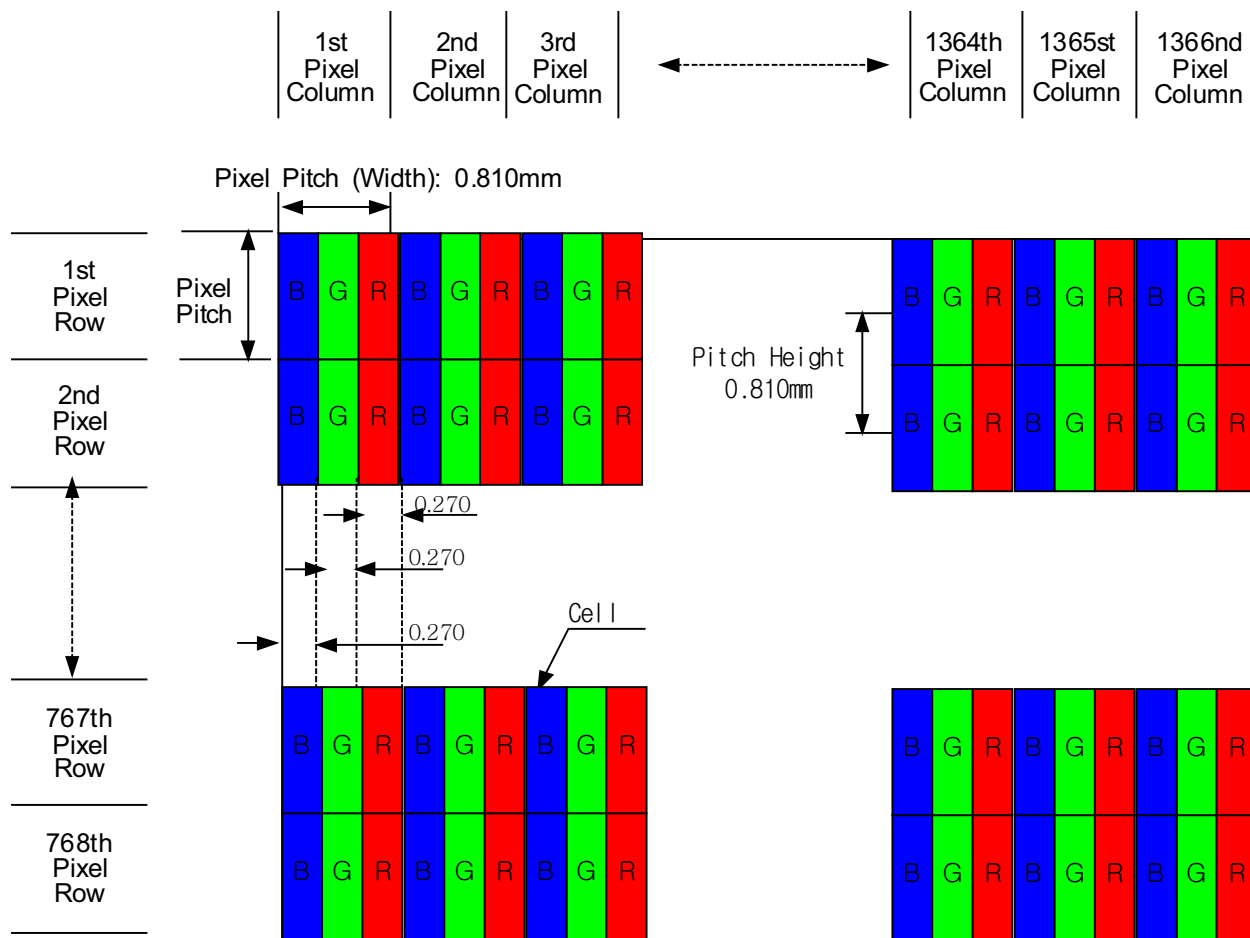 1st
Pixel
Column
2nd
Pixel
Column
3rd
Pixel
Column
1364th
Pixel
Column
1365st
Pixel
Column
1366nd
Pixel
Column
Pixel Pitch (Width): 0.810mm
1st
Pixel
Row
Pixel
Pitch
B G R B G R B G R
B G R B G R B G R
Pitch Height
0.810mm
2nd
Pixel
Row
B G R B G R B G R
B G R B G R B G R
0.270
0.270
0.270
Cell
767th
Pixel
Row
B G R B G R B G R
B G R B G R B G R
768th
Pixel
Row
B G R B G R B G R
B G R B G R B G R